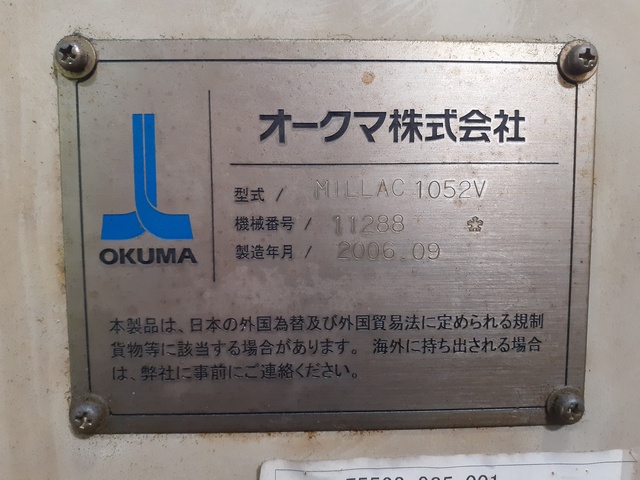 オークマ株式会社
OKUMA
型式 / MILLAC 1052V
機械番号 / 11288
製造年月 / 2006.09
本製品は、日本の外国為替及び外国貿易法に定められる規制
貨物等に該当する場合があります。 海外に持ち出される場合
は、弊社に事前にご連絡ください。